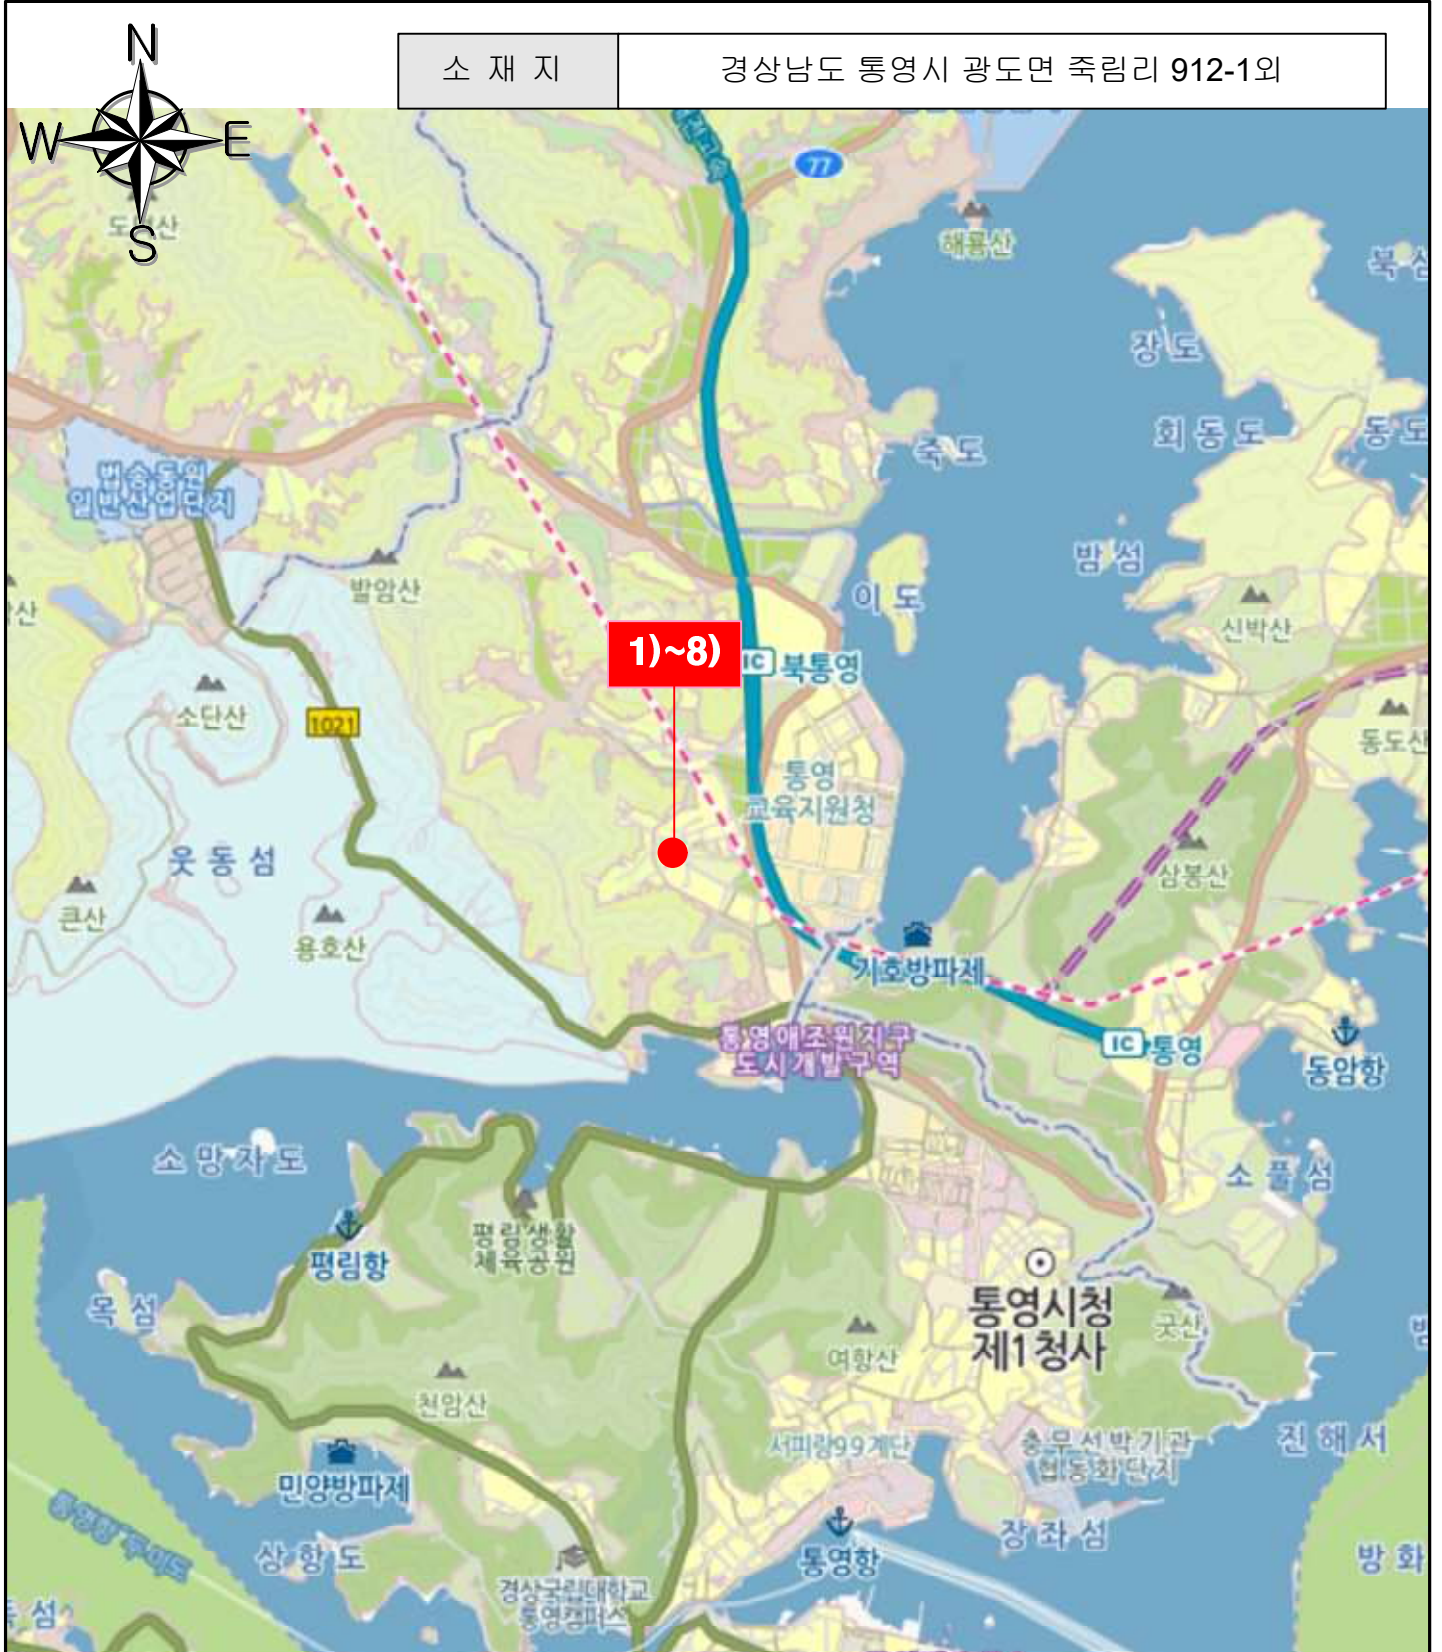 N
소 재 지
경상남도 통영시 광도면 죽림리 912-1외
W
E
S
77
해룡산
장도
회동도
동도
죽도
법송동원
일반산업단지
밤섬
발암산
이도
신박산
1)~8)
IC 북통영
소단산
1021
동도산
통영
교육지원청
웃동섬
삼봉산
큰산
용호산
기호방파제
통영애조원지구
도시개발구역
IC 통영
동암항
소망자도
소풀섬
평림생활
체육공원
평림항
목섬
통영시청
제1청사
굿산
여항산
천암산
서피랑99계단
충무선박기관
협동화단지
진해서
민양방파제
장좌섬
상항도
통영항
방화
경상국립대학교
통영캠퍼스